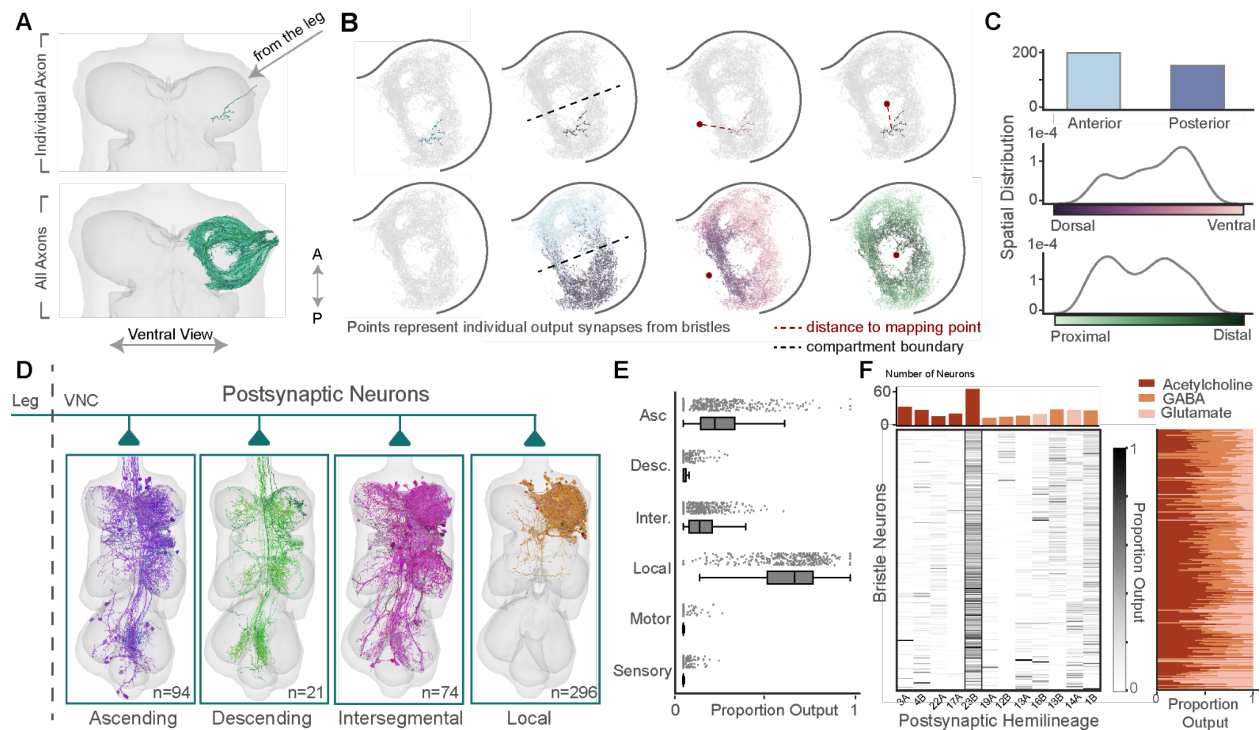 A
Individual Axon
from the leg
All Axons
Ventral View
A
P
B
Points represent individual output synapses from bristles
distance to mapping point
compartment boundary
C
200
0
Anterior
Posterior
Spatial Distribution
1e-4
1
0
Dorsal
Ventral
1e-4
1
0
Proximal
Distal
D
Leg
VNC
Postsynaptic Neurons
n=94
n=21
n=74
n=296
Ascending
Descending
Intersegmental
Local
E
Asc
Desc.
Inter.
Local
Motor
Sensory
0
1
Proportion Output
F
Number of Neurons
60
0
Acetylcholine
GABA
Glutamate
Bristle Neurons
1
0
Proportion Output
3A
4B
22A
17A
23B
19A
12B
13A
16B
13B
14A
1B
Postsynaptic Hemilineage
0
1
Proportion
Output